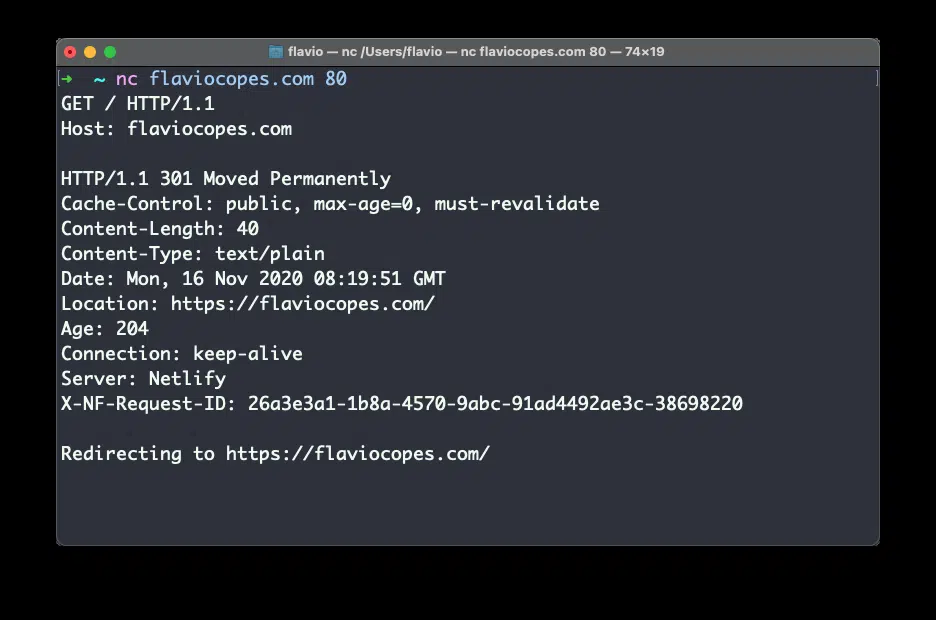 flavio — nc /Users/flavio — nc flaviocopes.com 80 — 74×19
➜ ~ nc flaviocopes.com 80
GET / HTTP/1.1
Host: flaviocopes.com
HTTP/1.1 301 Moved Permanently
Cache-Control: public, max-age=0, must-revalidate
Content-Length: 40
Content-Type: text/plain
Date: Mon, 16 Nov 2020 08:19:51 GMT
Location: https://flaviocopes.com/
Age: 204
Connection: keep-alive
Server: Netlify
X-NF-Request-ID: 26a3e3a1-1b8a-4570-9abc-91ad4492ae3c-38698220
Redirecting to https://flaviocopes.com/